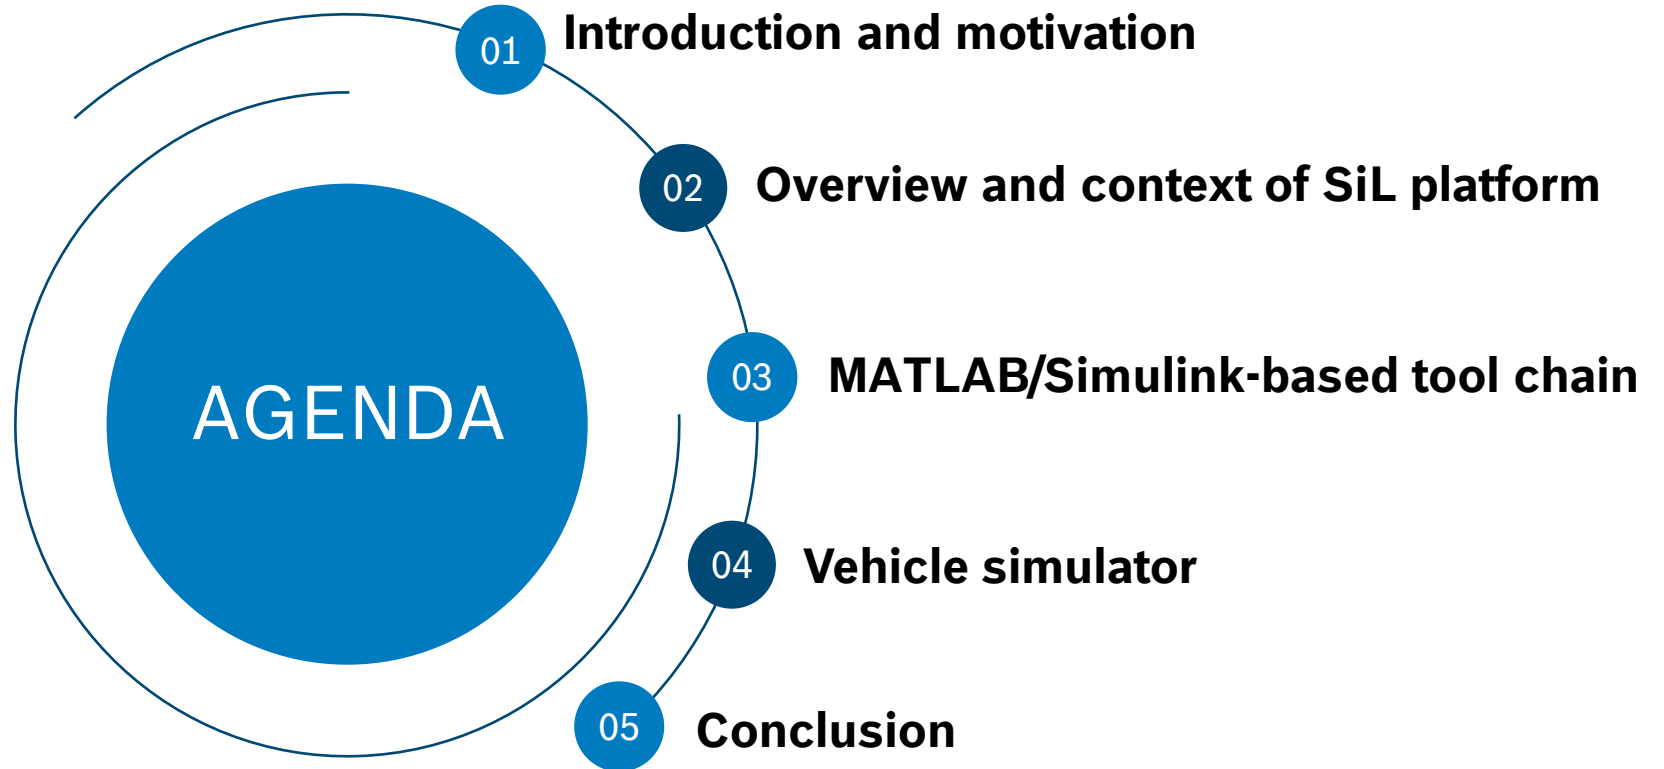 01 Introduction and motivation
02 Overview and context of SiL platform
03 MATLAB/Simulink-based tool chain
AGENDA
04 Vehicle simulator
05 Conclusion